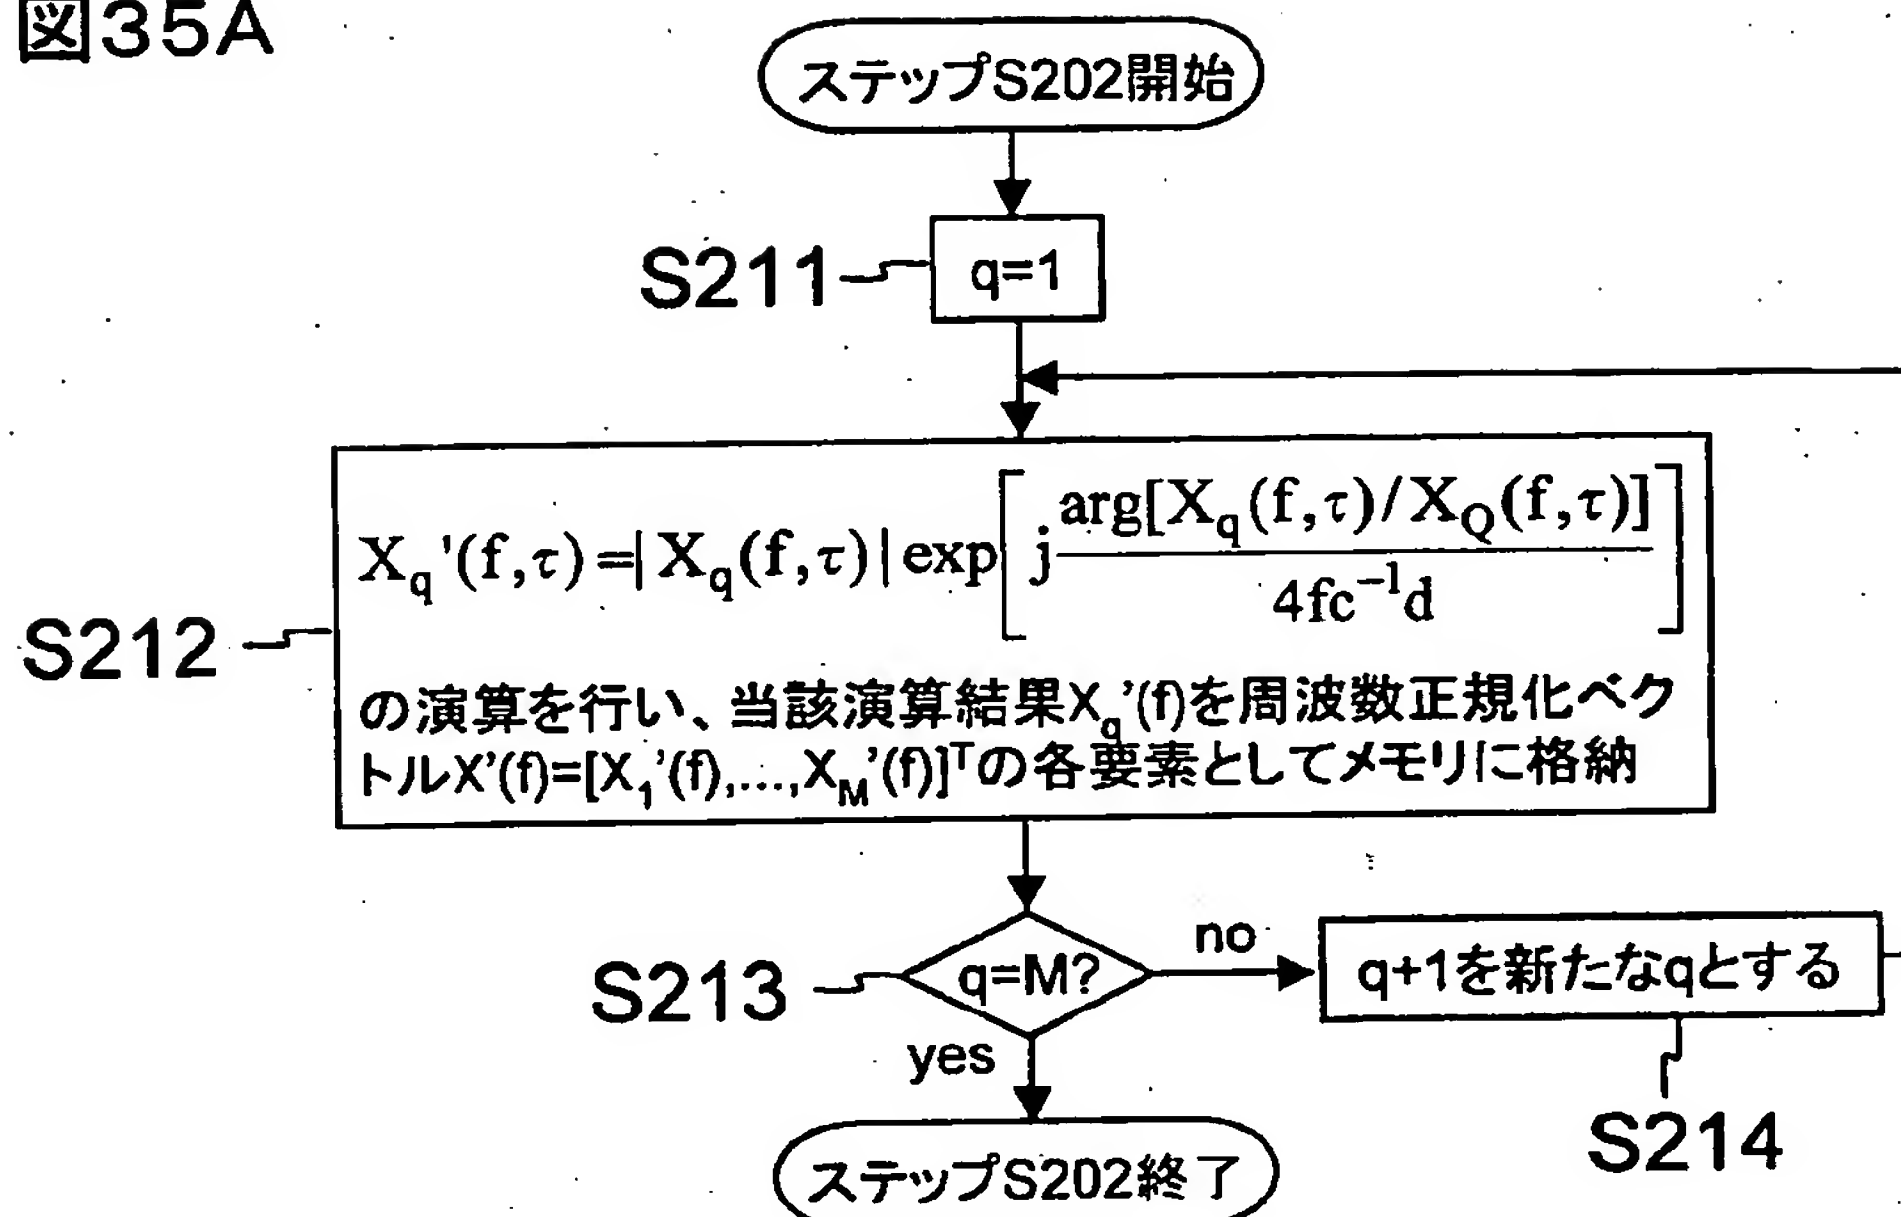 図35A
ステップS202開始
S211
q=1
X_q'(f,τ)=|X_q(f,τ)|exp[j arg[X_q(f,τ)/X_Q(f,τ)] / 4fc^{-1}d]
S212
の演算を行い、当該演算結果X_q'(f)を周波数正規化ベク
トルX'(f)=[X_1'(f),...,X_M'(f)]^Tの各要素としてメモリに格納
S213
q=M?
no
q+1を新たなqとする
yes
S214
ステップS202終了